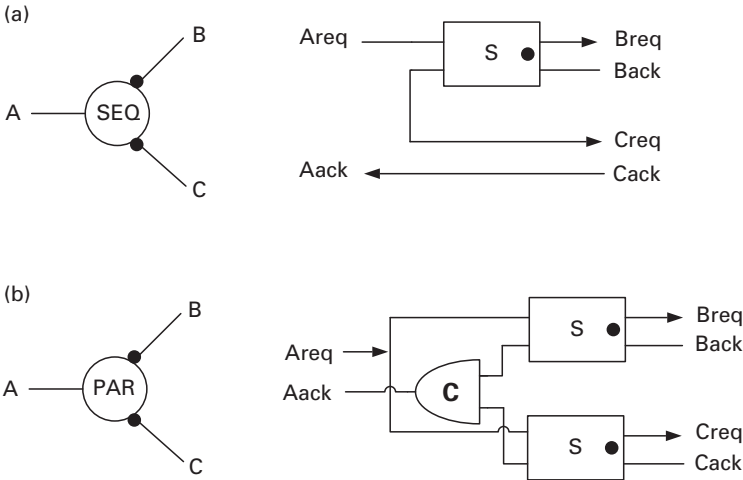 (a)
B
A
SEQ
C
Areq
S
Breq
Back
Creq
Aack
Cack
(b)
B
A
PAR
C
Areq
Aack
C
S
Breq
Back
S
Creq
Cack